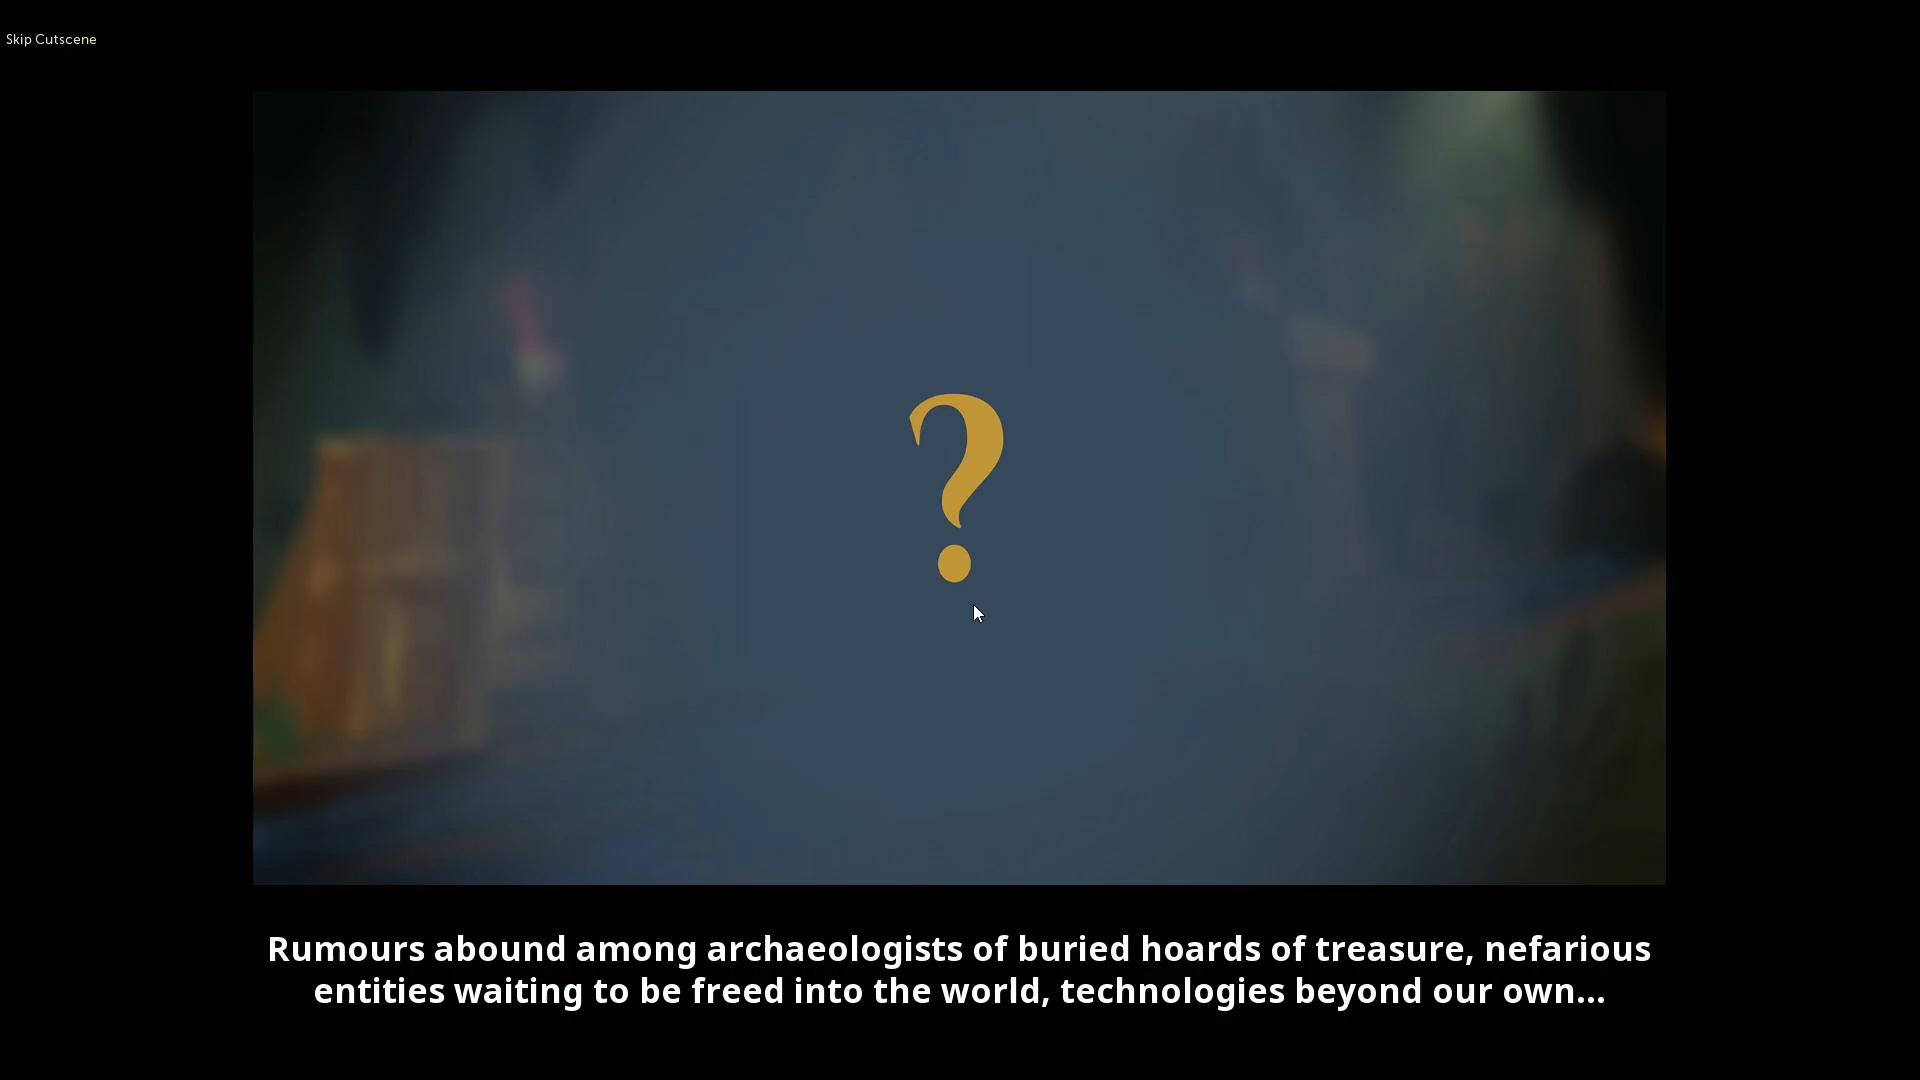 Skip Cutscene
?
Rumours abound among archaeologists of buried hoards of treasure, nefarious
entities waiting to be freed into the world, technologies beyond our own...